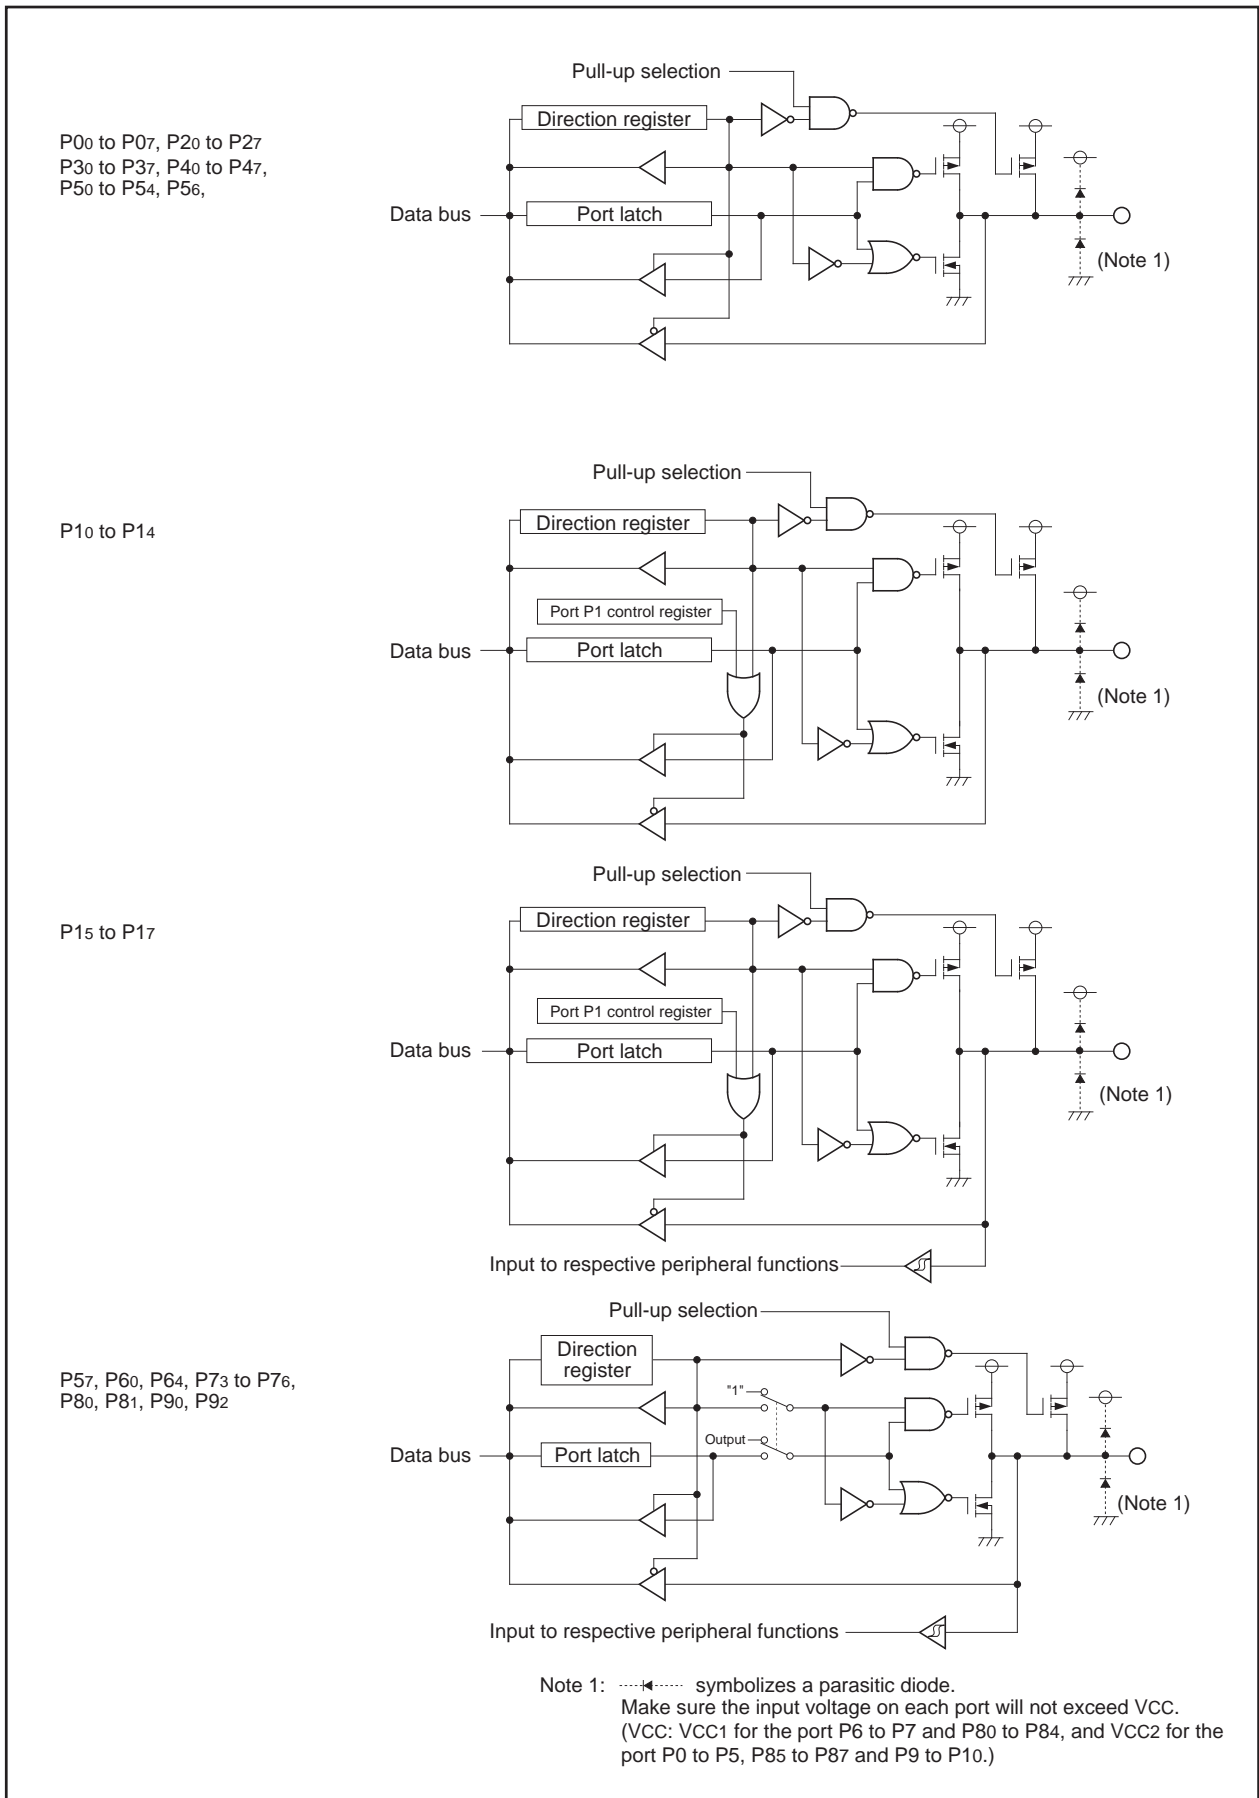 Pull-up selection
Direction register
P00 to P07, P20 to P27
P30 to P37, P40 to P47,
P50 to P54, P56,
Data bus
Port latch
(Note 1)
Pull-up selection
P10 to P14
Direction register
Port P1 control register
Data bus
Port latch
(Note 1)
Pull-up selection
P15 to P17
Direction register
Port P1 control register
Data bus
Port latch
(Note 1)
Input to respective peripheral functions
Pull-up selection
Direction
register
P57, P60, P64, P73 to P76,
P80, P81, P90, P92
"1"
Output
Data bus
Port latch
(Note 1)
Input to respective peripheral functions
Note 1: symbolizes a parasitic diode.
Make sure the input voltage on each port will not exceed VCC.
(VCC: VCC1 for the port P6 to P7 and P80 to P84, and VCC2 for the
port P0 to P5, P85 to P87 and P9 to P10.)